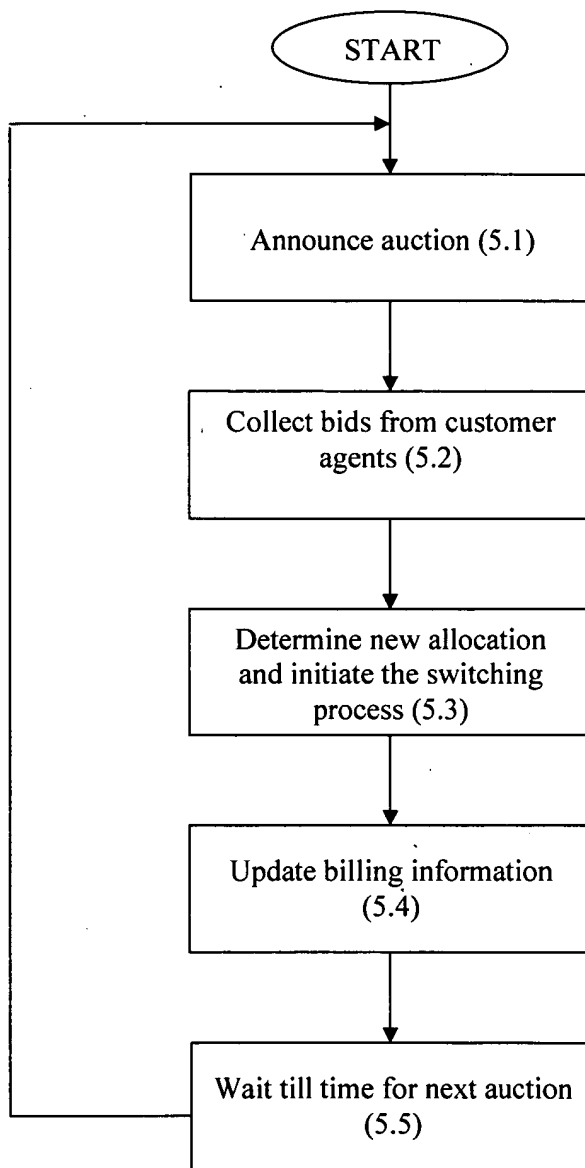 START
Announce auction (5.1)
Collect bids from customer
agents (5.2)
Determine new allocation
and initiate the switching
process (5.3)
Update billing information
(5.4)
Wait till time for next auction
(5.5)